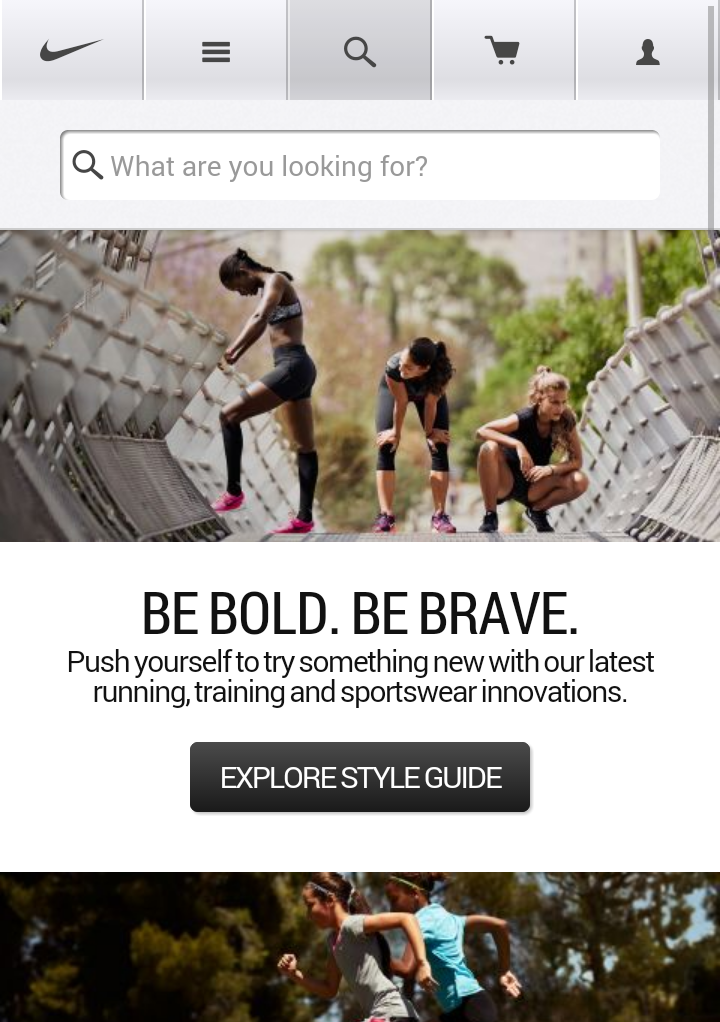 What are you looking for?
BE BOLD. BE BRAVE.
Push yourself to try something new with our latest
running, training and sportswear innovations.
EXPLORE STYLE GUIDE